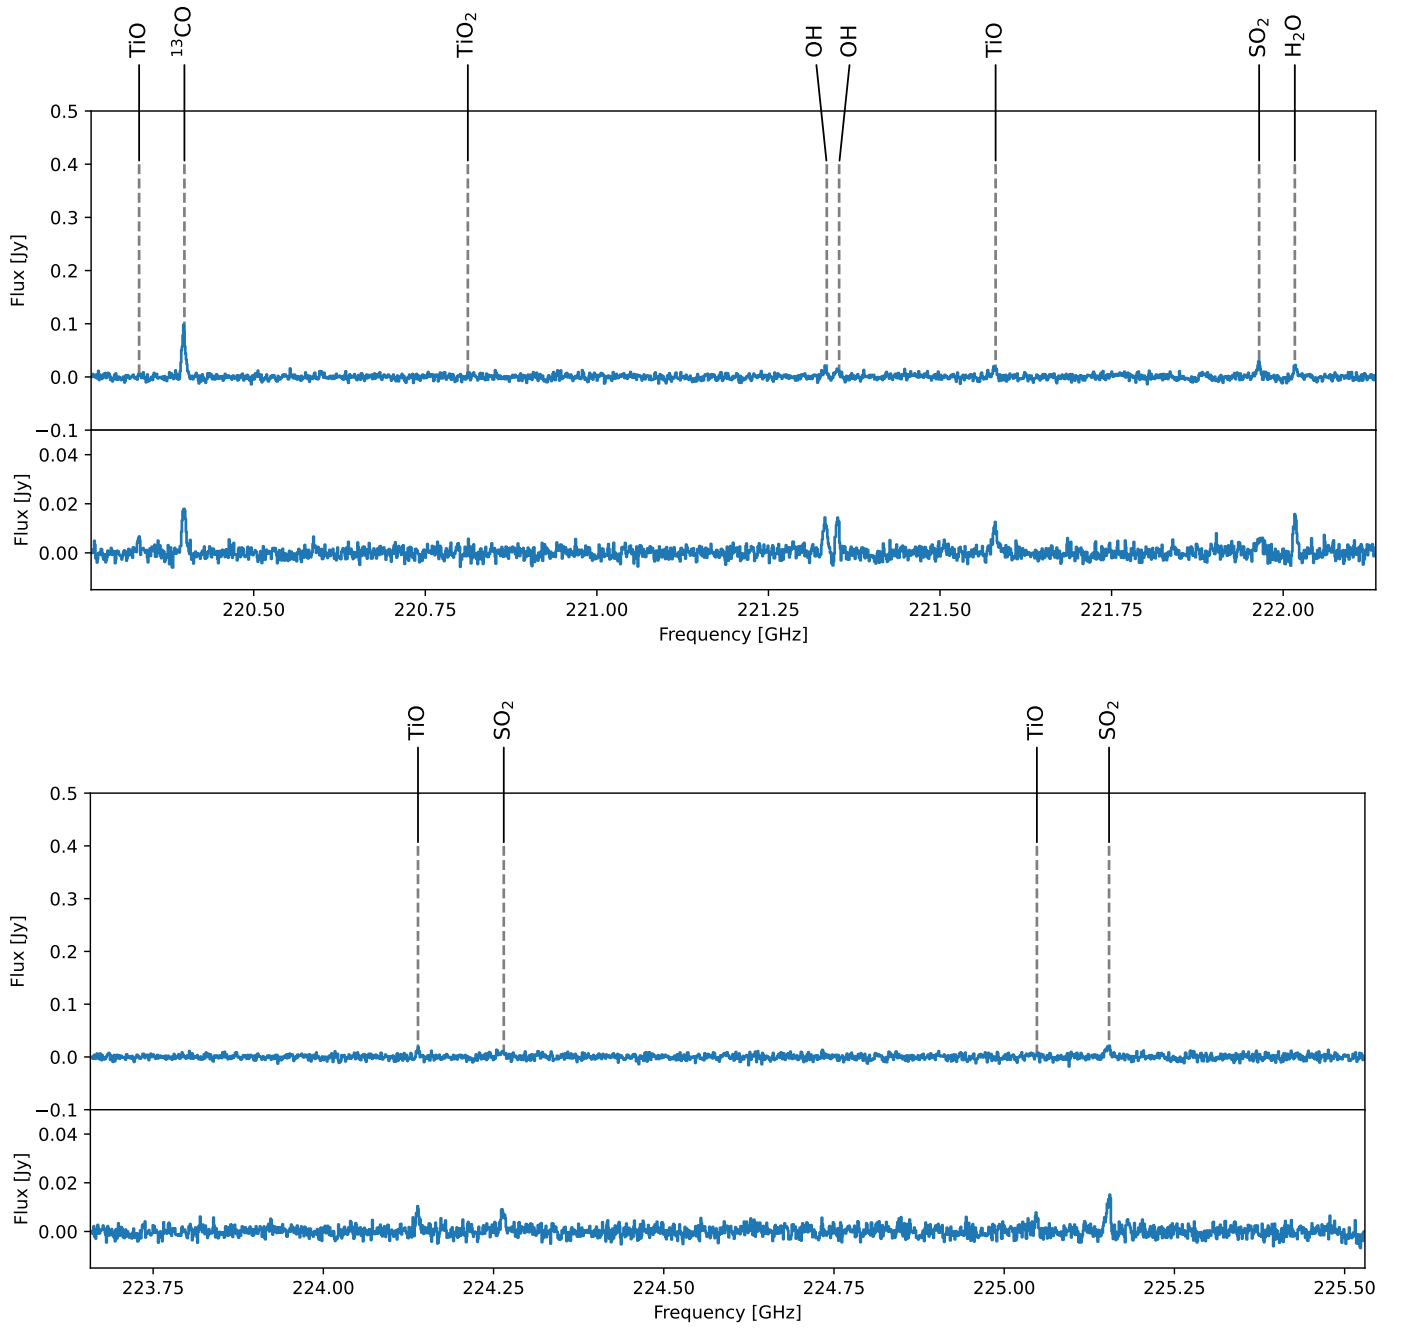 TiO
¹³CO
TiO₂
OH
OH
TiO
SO₂
H₂O
0.5
0.4
0.3
0.2
0.1
0.0
−0.1
Flux [Jy]
0.04
0.02
0.00
Flux [Jy]
220.50 220.75 221.00 221.25 221.50 221.75 222.00
Frequency [GHz]
TiO
SO₂
TiO
SO₂
0.5
0.4
0.3
0.2
0.1
0.0
−0.1
Flux [Jy]
0.04
0.02
0.00
Flux [Jy]
223.75 224.00 224.25 224.50 224.75 225.00 225.25 225.50
Frequency [GHz]